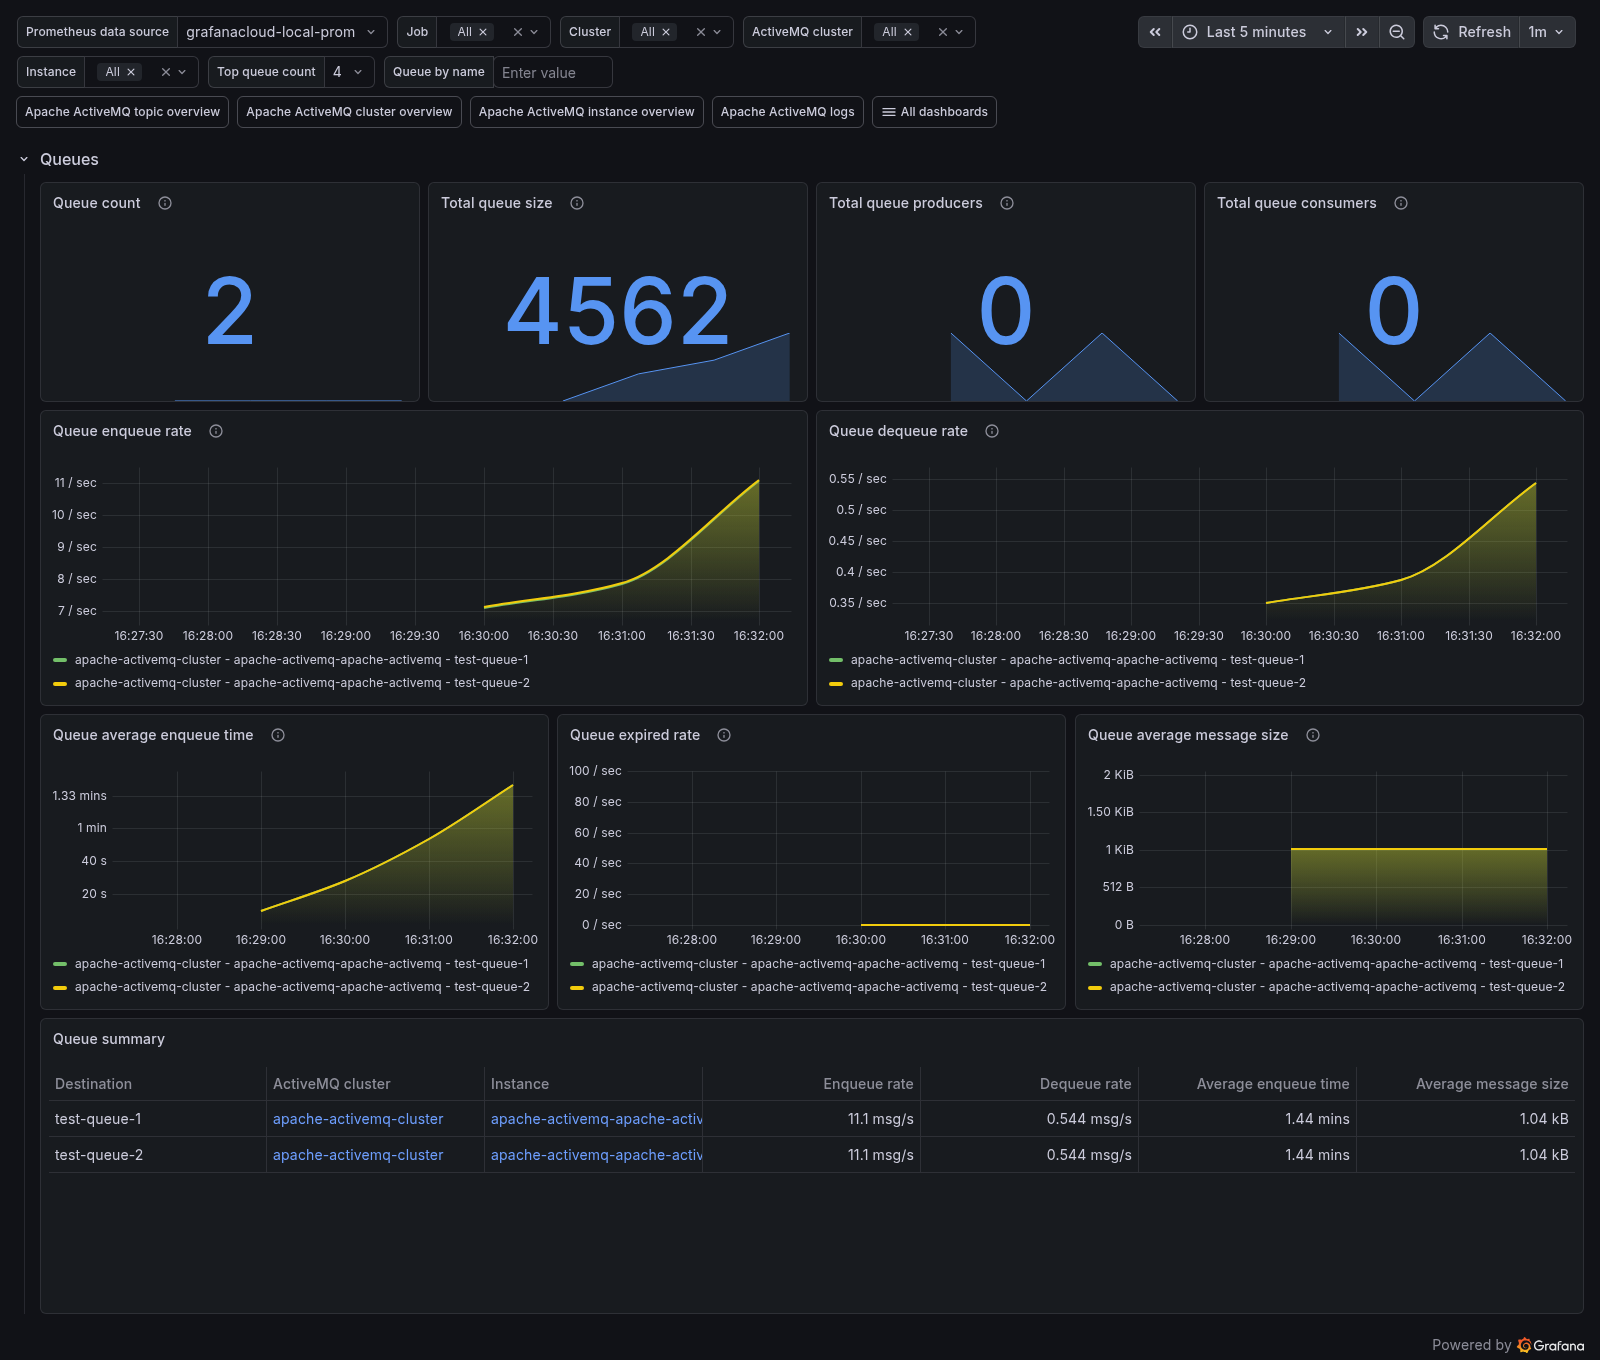 Prometheus data source grafanacloud-local-prom Job All Cluster All ActiveMQ cluster All Last 5 minutes Refresh 1m
Instance All Top queue count 4 Queue by name Enter value
Apache ActiveMQ topic overview Apache ActiveMQ cluster overview Apache ActiveMQ instance overview Apache ActiveMQ logs All dashboards
Queues
Queue count
2
Total queue size
4562
Total queue producers
0
Total queue consumers
0
Queue enqueue rate
11 / sec
10 / sec
9 / sec
8 / sec
7 / sec
16:27:30 16:28:00 16:28:30 16:29:00 16:29:30 16:30:00 16:30:30 16:31:00 16:31:30 16:32:00
apache-activemq-cluster - apache-activemq-apache-activemq - test-queue-1
apache-activemq-cluster - apache-activemq-apache-activemq - test-queue-2
Queue dequeue rate
0.55 / sec
0.5 / sec
0.45 / sec
0.4 / sec
0.35 / sec
16:27:30 16:28:00 16:28:30 16:29:00 16:29:30 16:30:00 16:30:30 16:31:00 16:31:30 16:32:00
apache-activemq-cluster - apache-activemq-apache-activemq - test-queue-1
apache-activemq-cluster - apache-activemq-apache-activemq - test-queue-2
Queue average enqueue time
1.33 mins
1 min
40 s
20 s
16:28:00 16:29:00 16:30:00 16:31:00 16:32:00
apache-activemq-cluster - apache-activemq-apache-activemq - test-queue-1
apache-activemq-cluster - apache-activemq-apache-activemq - test-queue-2
Queue expired rate
100 / sec
80 / sec
60 / sec
40 / sec
20 / sec
0 / sec
16:28:00 16:29:00 16:30:00 16:31:00 16:32:00
apache-activemq-cluster - apache-activemq-apache-activemq - test-queue-1
apache-activemq-cluster - apache-activemq-apache-activemq - test-queue-2
Queue average message size
2 KiB
1.50 KiB
1 KiB
512 B
0 B
16:28:00 16:29:00 16:30:00 16:31:00 16:32:00
apache-activemq-cluster - apache-activemq-apache-activemq - test-queue-1
apache-activemq-cluster - apache-activemq-apache-activemq - test-queue-2
Queue summary
Destination ActiveMQ cluster Instance Enqueue rate Dequeue rate Average enqueue time Average message size
test-queue-1 apache-activemq-cluster apache-activemq-apache-activ 11.1 msg/s 0.544 msg/s 1.44 mins 1.04 kB
test-queue-2 apache-activemq-cluster apache-activemq-apache-activ 11.1 msg/s 0.544 msg/s 1.44 mins 1.04 kB
Powered by Grafana